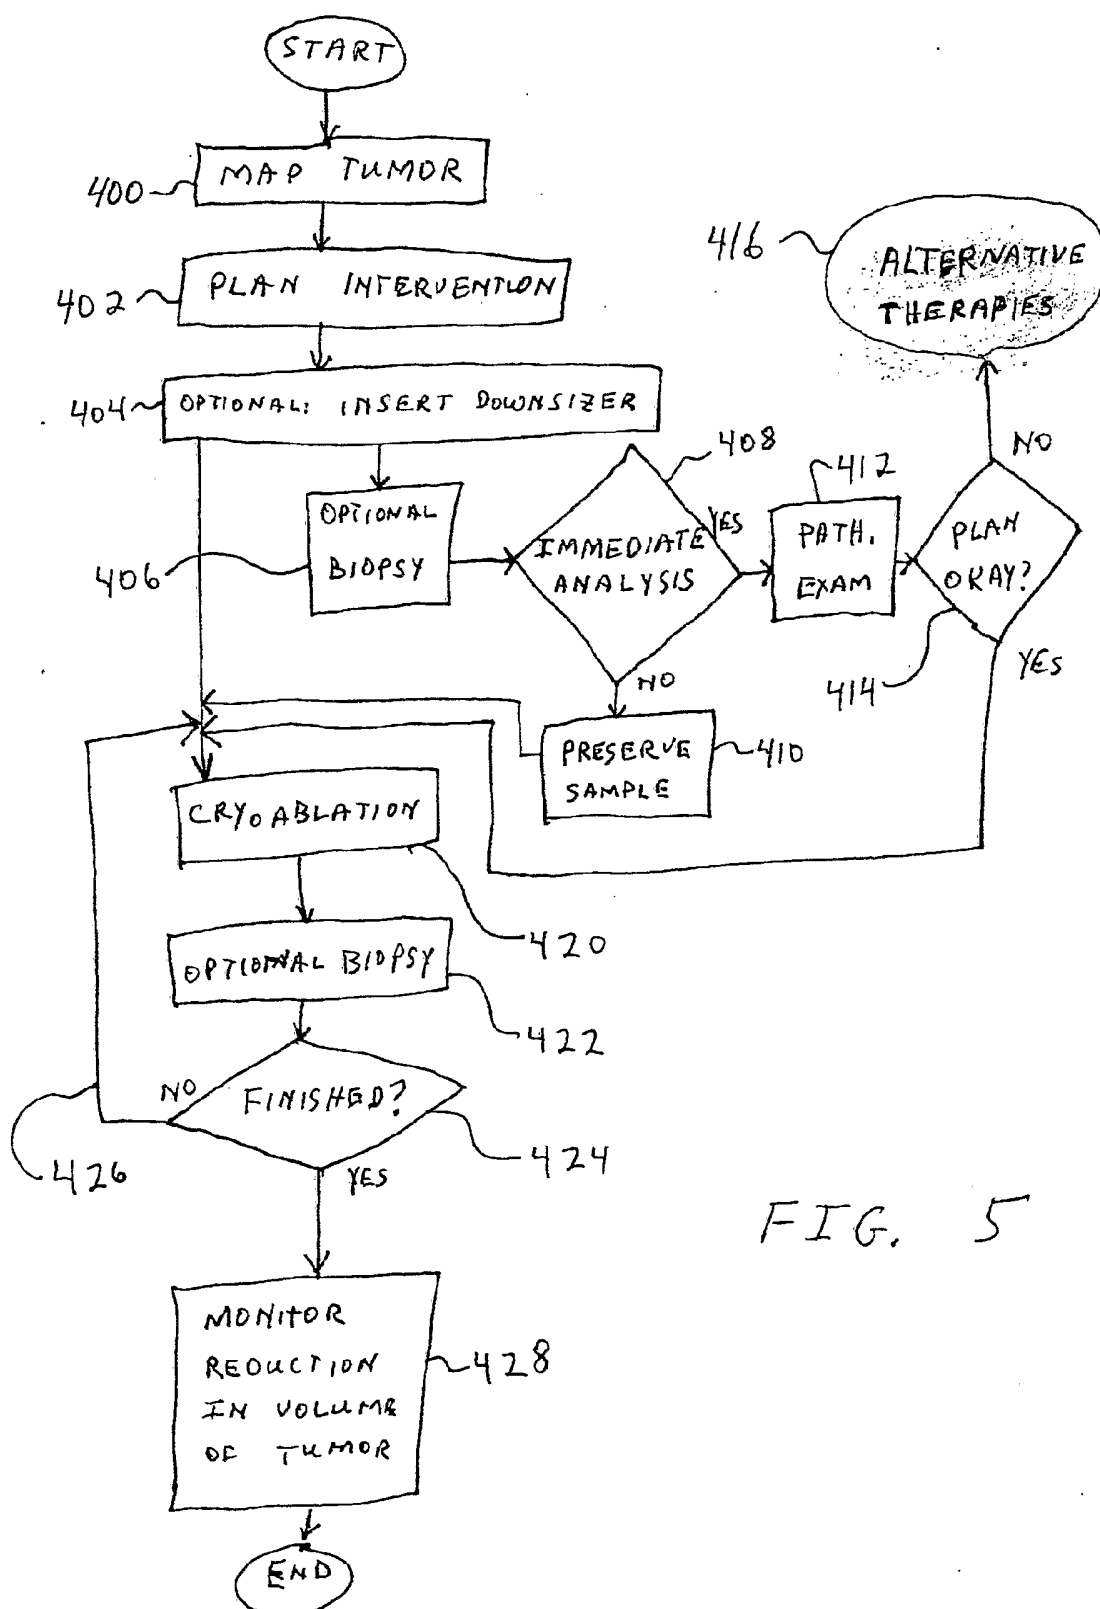 START
MAP TUMOR
400
PLAN INTERVENTION
402
416
ALTERNATIVE
THERAPIES
OPTIONAL: INSERT DOWNSIZER
404
408
OPTIONAL
BIOPSY
406
IMMEDIATE
ANALYSIS
YES
412
PATH.
EXAM
PLAN
OKAY?
NO
414
YES
NO
PRESERVE
SAMPLE
410
CRYOABLATION
420
OPTIONAL BIOPSY
422
FINISHED?
NO
424
426
YES
FIG. 5
MONITOR
REDUCTION
IN VOLUME
OF TUMOR
428
END